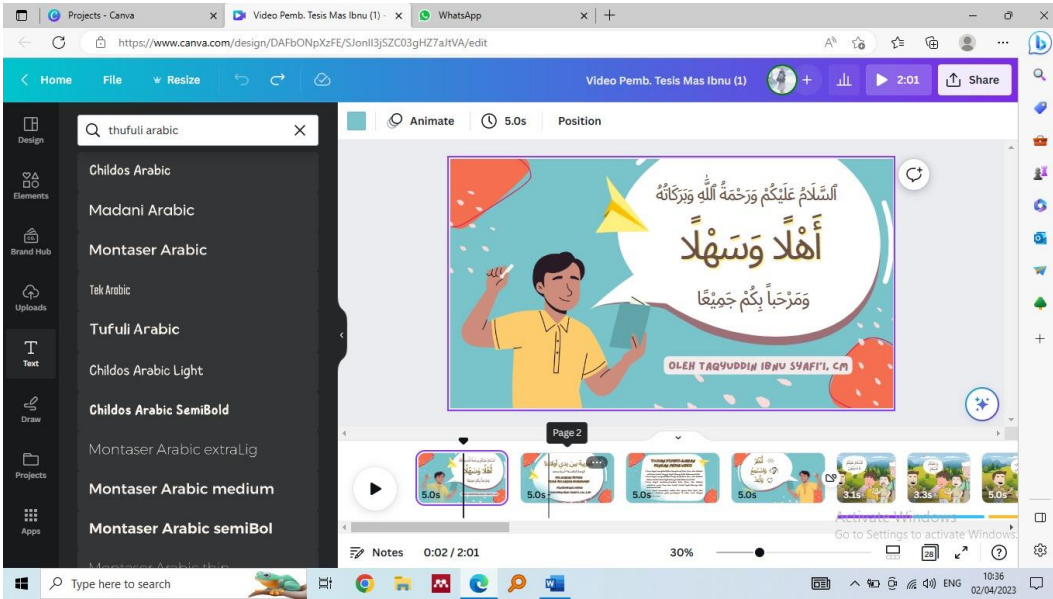 Projects - Canva
Video Pemb. Tesis Mas Ibnu (1) -
WhatsApp
https://www.canva.com/design/DAFbONpXzFE/SJonlI3jSZC03gHZ7aJtVA/edit
Home File Resize
Video Pemb. Tesis Mas Ibnu (1)
2:01
Share
Design
Elements
Brand Hub
Uploads
Text
Draw
Projects
Apps
thufuli arabic
Childos Arabic
Madani Arabic
Montaser Arabic
Tek Arabic
Tufuli Arabic
Childos Arabic Light
Childos Arabic SemiBold
Montaser Arabic extraLig
Montaser Arabic medium
Montaser Arabic semiBol
Montaser Arabic thin
Animate 5.0s Position
اَلسَّلَامُ عَلَيْكُمْ وَرَحْمَةُ اللّٰهِ وَبَرَكَاتُهُ
أَهْلًا وَسَهْلًا
وَمَرْحَباً بِكُمْ جَمِيْعًا
OLEH TAQYUDDIN IBNU SYAFI'I, CM
Page 2
5.0s
5.0s
5.0s
5.0s
3.1s
3.3s
5.0s
Activate Windows
Go to Settings to activate Windows.
Notes 0:02 / 2:01
30%
28
Type here to search
ENG
10:36
02/04/2023